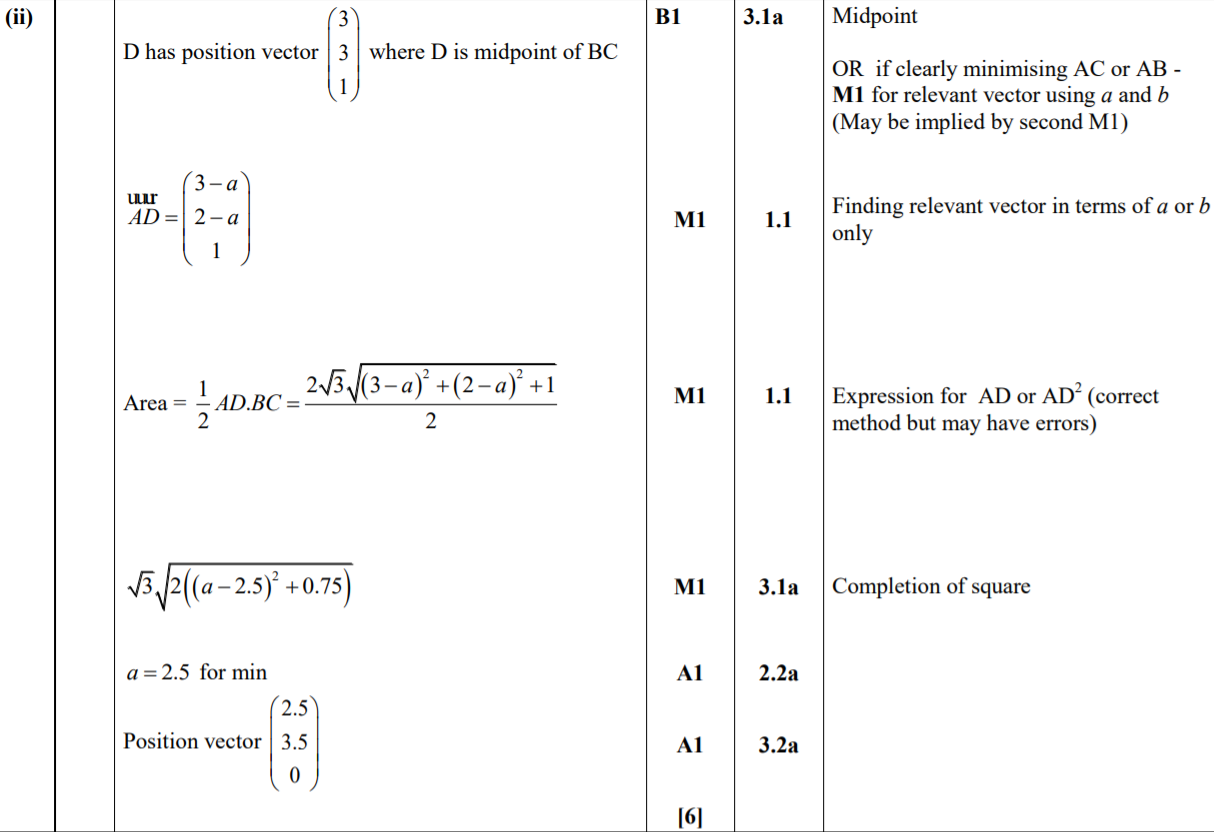 (ii)
D has position vector (3 3 1) where D is midpoint of BC
B1
3.1a
Midpoint
OR if clearly minimising AC or AB -
M1 for relevant vector using a and b
(May be implied by second M1)
uuur
AD = (3 − a 2 − a 1)
M1
1.1
Finding relevant vector in terms of a or b
only
Area = 1/2 AD.BC = 2√3√((3 − a)² + (2 − a)² + 1) / 2
M1
1.1
Expression for AD or AD² (correct
method but may have errors)
√3√(2((a − 2.5)² + 0.75))
M1
3.1a
Completion of square
a = 2.5 for min
A1
2.2a
Position vector (2.5 3.5 0)
A1
3.2a
[6]